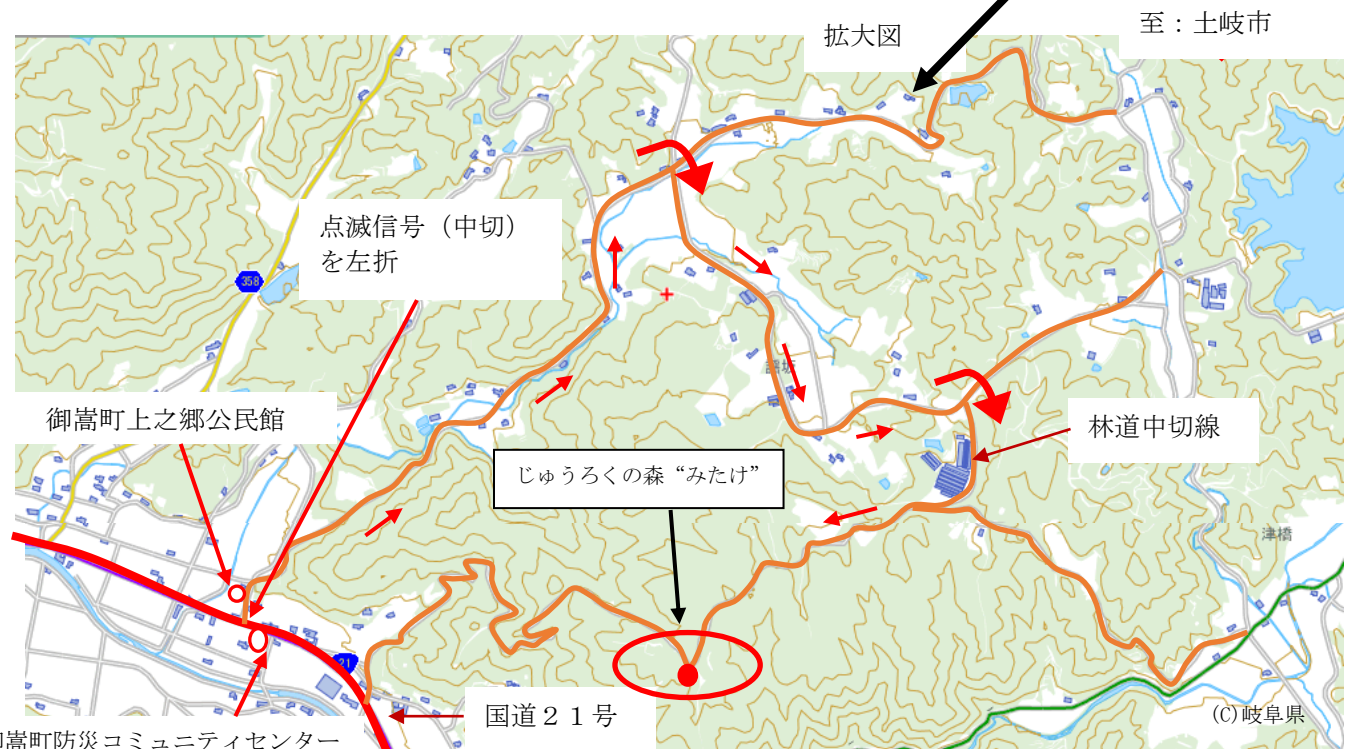 拡大図
至：土岐市
点滅信号（中切）
を左折
358
御嵩町上之郷公民館
謡坂
林道中切線
じゅうろくの森“みたけ”
津橋
21
国道２１号
(C)岐阜県
御嵩町防災コミュニティセンター